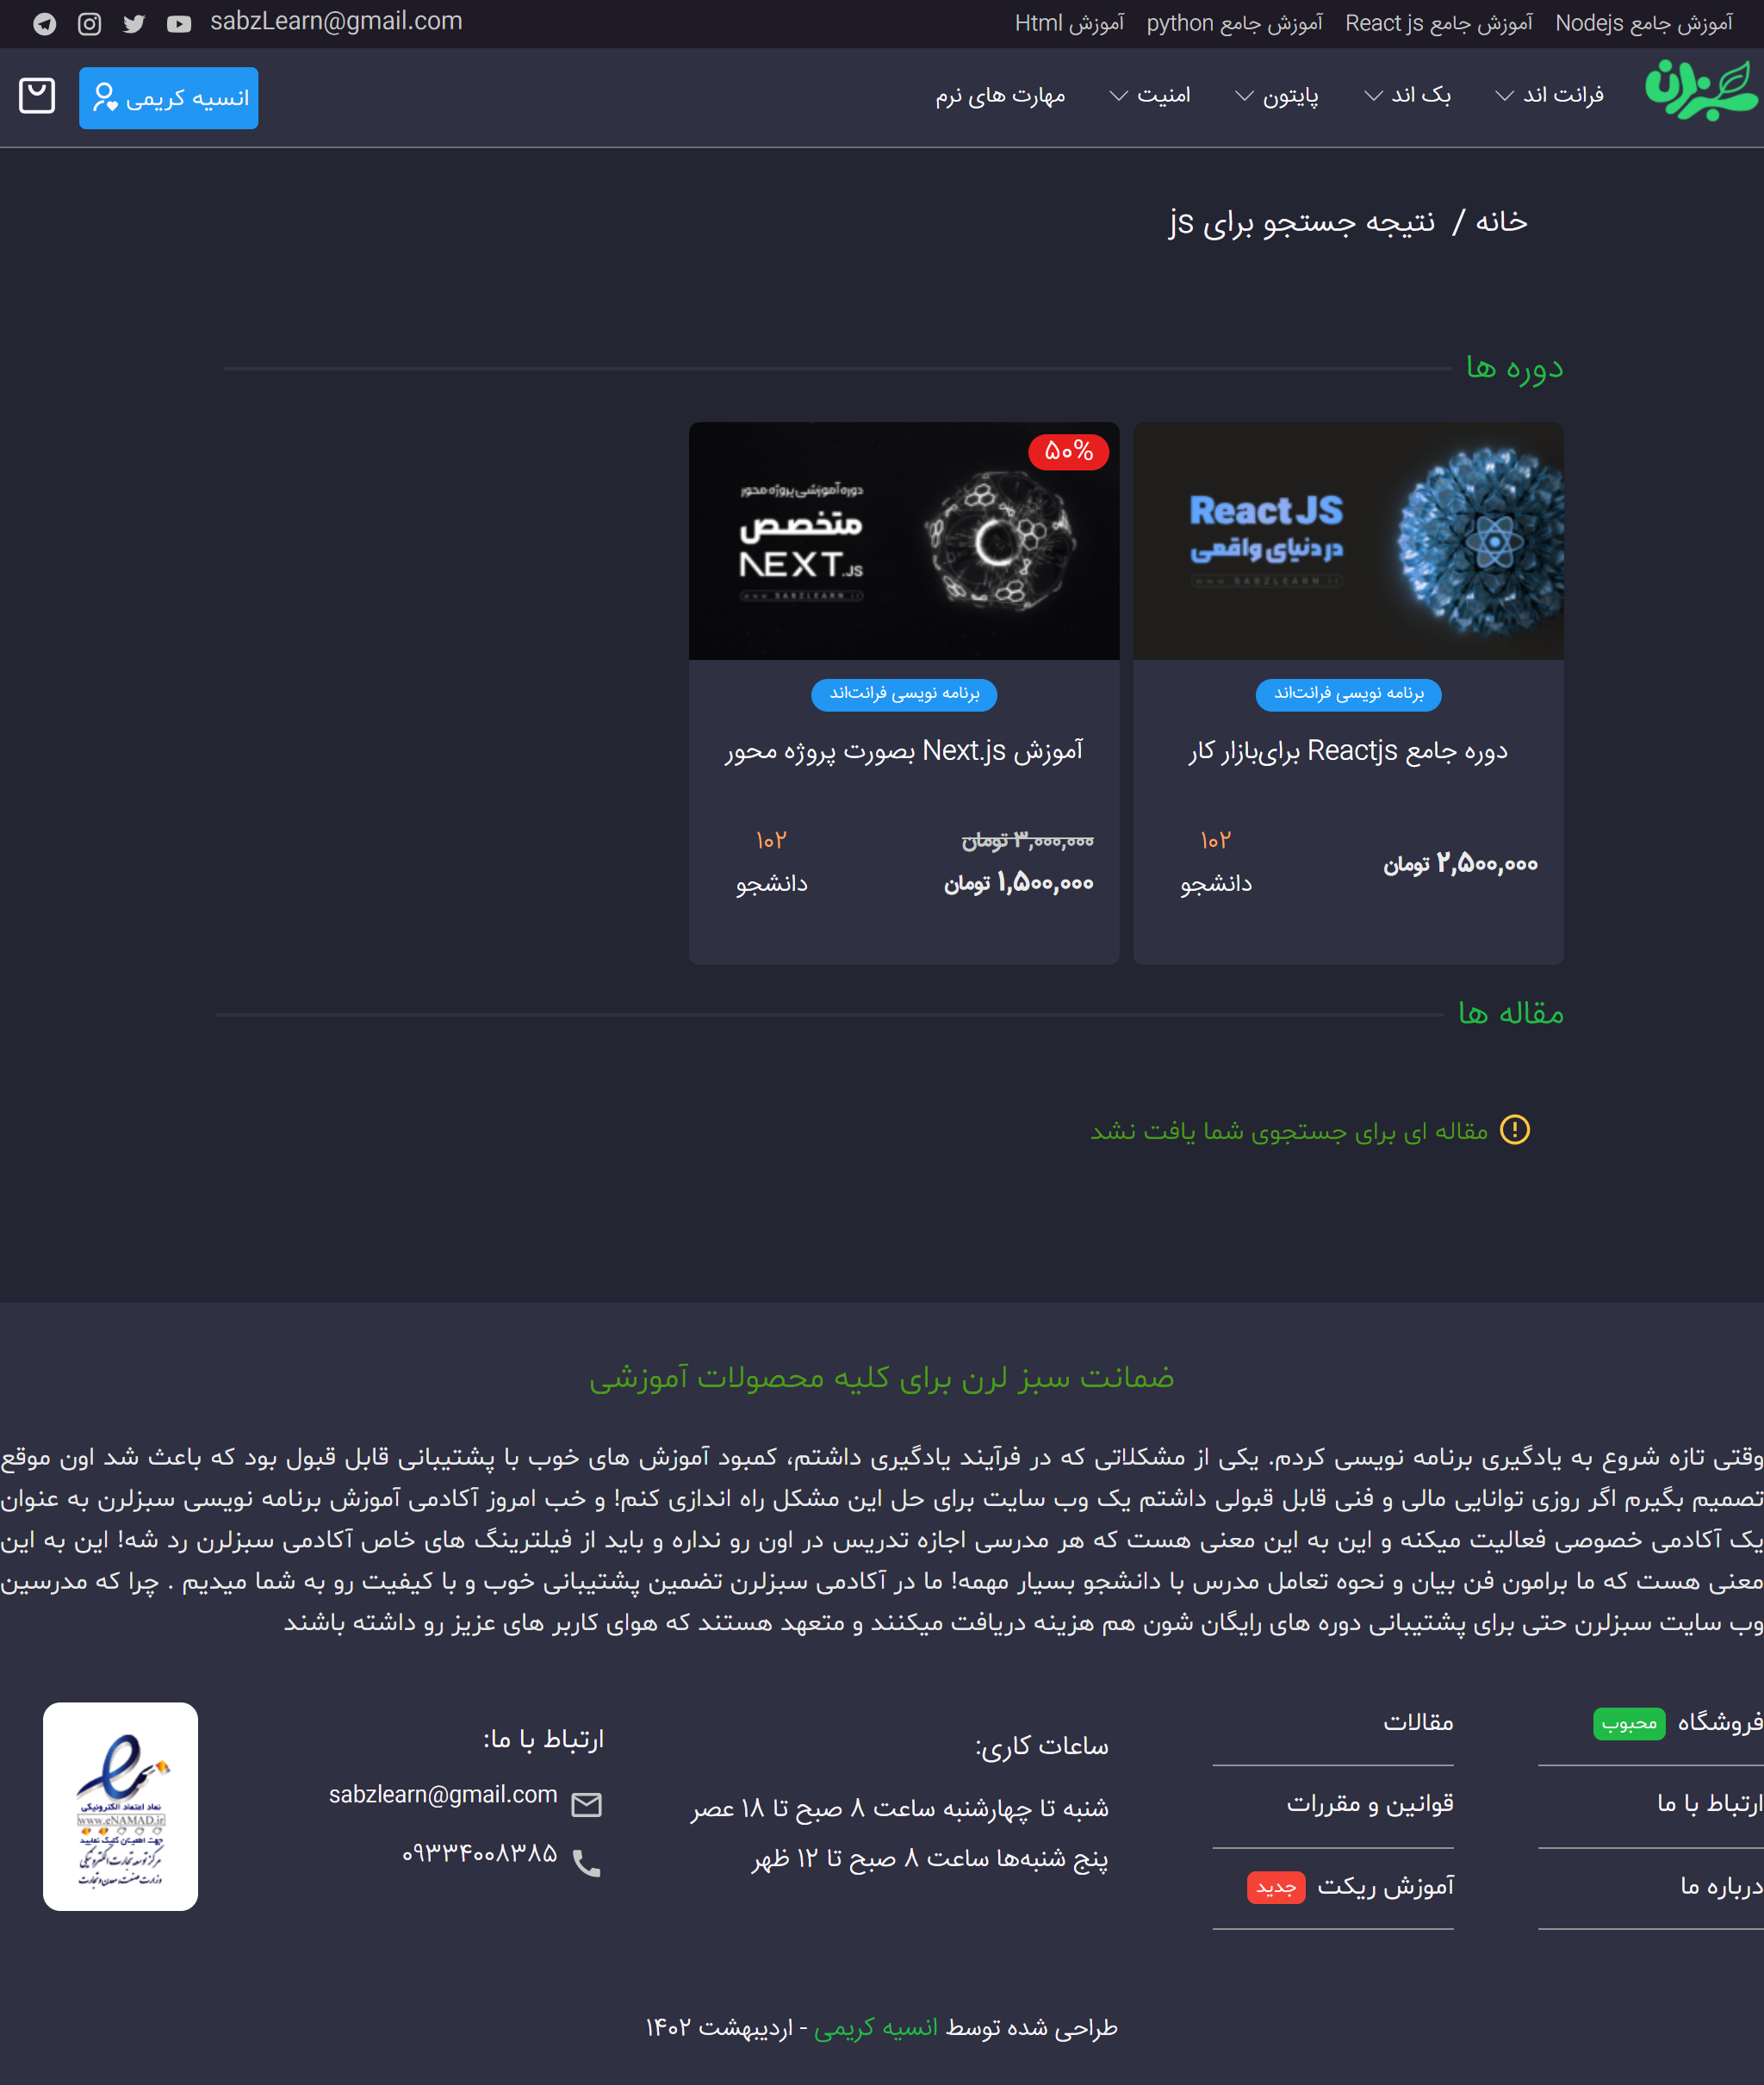 آموزش جامع Nodejs آموزش جامع React js آموزش جامع python آموزش Html
sabzLearn@gmail.com
سبزلرن
فرانت اند بک اند پایتون امنیت مهارت های نرم
انسیه کریمی
خانه / نتیجه جستجو برای js
دوره ها
ReactJS
در دنیای واقعی
www.SABZLEARN.ir
برنامه نویسی فرانت‌اند
دوره جامع Reactjs برای‌بازار کار
۲,۵۰۰,۰۰۰ تومان
۱۰۲
دانشجو
۵۰%
دوره آموزشی پروژه محور
متخصص
NEXT.JS
www.SABZLEARN.ir
برنامه نویسی فرانت‌اند
آموزش Next.js بصورت پروژه محور
۳,۰۰۰,۰۰۰ تومان
۱,۵۰۰,۰۰۰ تومان
۱۰۲
دانشجو
مقاله ها
مقاله ای برای جستجوی شما یافت نشد
ضمانت سبز لرن برای کلیه محصولات آموزشی
وقتی تازه شروع به یادگیری برنامه نویسی کردم. یکی از مشکلاتی که در فرآیند یادگیری داشتم، کمبود آموزش های خوب با پشتیبانی قابل قبول بود که باعث شد اون موقع
تصمیم بگیرم اگر روزی توانایی مالی و فنی قابل قبولی داشتم یک وب سایت برای حل این مشکل راه اندازی کنم! و خب امروز آکادمی آموزش برنامه نویسی سبزلرن به عنوان
یک آکادمی خصوصی فعالیت میکنه و این به این معنی هست که هر مدرسی اجازه تدریس در اون رو نداره و باید از فیلترینگ های خاص آکادمی سبزلرن رد شه! این به این
معنی هست که ما برامون فن بیان و نحوه تعامل مدرس با دانشجو بسیار مهمه! ما در آکادمی سبزلرن تضمین پشتیبانی خوب و با کیفیت رو به شما میدیم . چرا که مدرسین
وب سایت سبزلرن حتی برای پشتیبانی دوره های رایگان شون هم هزینه دریافت میکنند و متعهد هستند که هوای کاربر های عزیز رو داشته باشند
فروشگاه محبوب
ارتباط با ما
درباره ما
مقالات
قوانین و مقررات
آموزش ریکت جدید
ساعات کاری:
شنبه تا چهارشنبه ساعت ۸ صبح تا ۱۸ عصر
پنج شنبه‌ها ساعت ۸ صبح تا ۱۲ ظهر
ارتباط با ما:
sabzlearn@gmail.com
۰۹۳۳۴۰۰۸۳۸۵
نماد اعتماد الکترونیکی
www.eNAMAD.ir
جهت اطمینان کلیک نمایید
مرکز توسعه تجارت الکترونیکی
وزارت صنعت، معدن و تجارت
طراحی شده توسط انسیه کریمی - اردیبهشت ۱۴۰۲